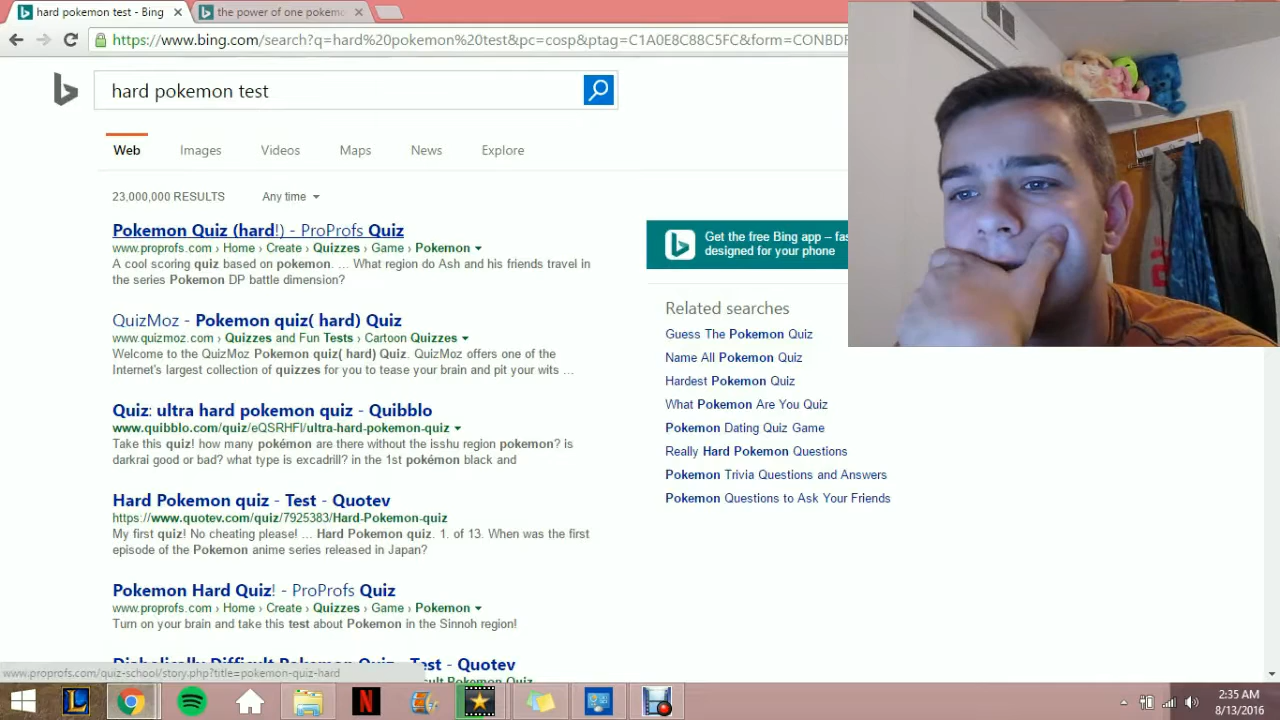 hard pokemon test - Bing
the power of one pokemo
https://www.bing.com/search?q=hard%20pokemon%20test&pc=cosp&ptag=C1A0E8C88C5FC&form=CONBDF
hard pokemon test
Web Images Videos Maps News Explore
23,000,000 RESULTS Any time
Pokemon Quiz (hard!) - ProProfs Quiz
www.proprofs.com › Home › Create › Quizzes › Game › Pokemon
A cool scoring quiz based on pokemon. ... What region do Ash and his friends travel in
the series Pokemon DP battle dimension?
QuizMoz - Pokemon quiz( hard) Quiz
www.quizmoz.com › Quizzes and Fun Tests › Cartoon Quizzes
Welcome to the QuizMoz Pokemon quiz( hard) Quiz. QuizMoz offers one of the
Internet's largest collection of quizzes for you to tease your brain and pit your wits ...
Quiz: ultra hard pokemon quiz - Quibblo
www.quibblo.com/quiz/eQSRHFI/ultra-hard-pokemon-quiz
Take this quiz! how many pokémon are there without the isshu region pokemon? is
darkrai good or bad? what type is excadrill? in the 1st pokémon black and
Hard Pokemon quiz - Test - Quotev
https://www.quotev.com/quiz/7925383/Hard-Pokemon-quiz
My first quiz! No cheating please! ... Hard Pokemon quiz. 1. of 13. When was the first
episode of the Pokemon anime series released in Japan?
Pokemon Hard Quiz! - ProProfs Quiz
www.proprofs.com › Home › Create › Quizzes › Game › Pokemon
Turn on your brain and take this test about Pokemon in the Sinnoh region!
Diabolically Difficult Pokemon Quiz - Test - Quotev
www.proprofs.com/quiz-school/story.php?title=pokemon-quiz-hard
Get the free Bing app – fas
designed for your phone
Related searches
Guess The Pokemon Quiz
Name All Pokemon Quiz
Hardest Pokemon Quiz
What Pokemon Are You Quiz
Pokemon Dating Quiz Game
Really Hard Pokemon Questions
Pokemon Trivia Questions and Answers
Pokemon Questions to Ask Your Friends
2:35 AM
8/13/2016